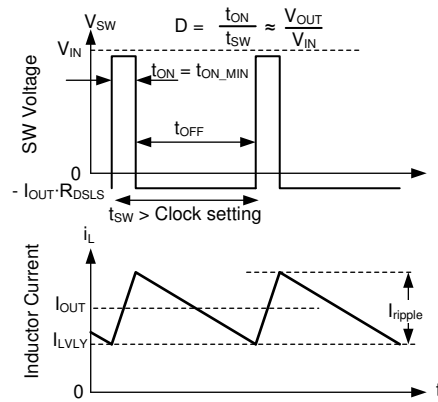 V_SW
D = t_ON / t_SW ≈ V_OUT / V_IN
V_IN
t_ON = t_ON_MIN
t_OFF
SW Voltage
0
- I_OUT·R_DSLS
t_SW > Clock setting
i_L
Inductor Current
I_OUT
I_ripple
I_LVLY
0
t